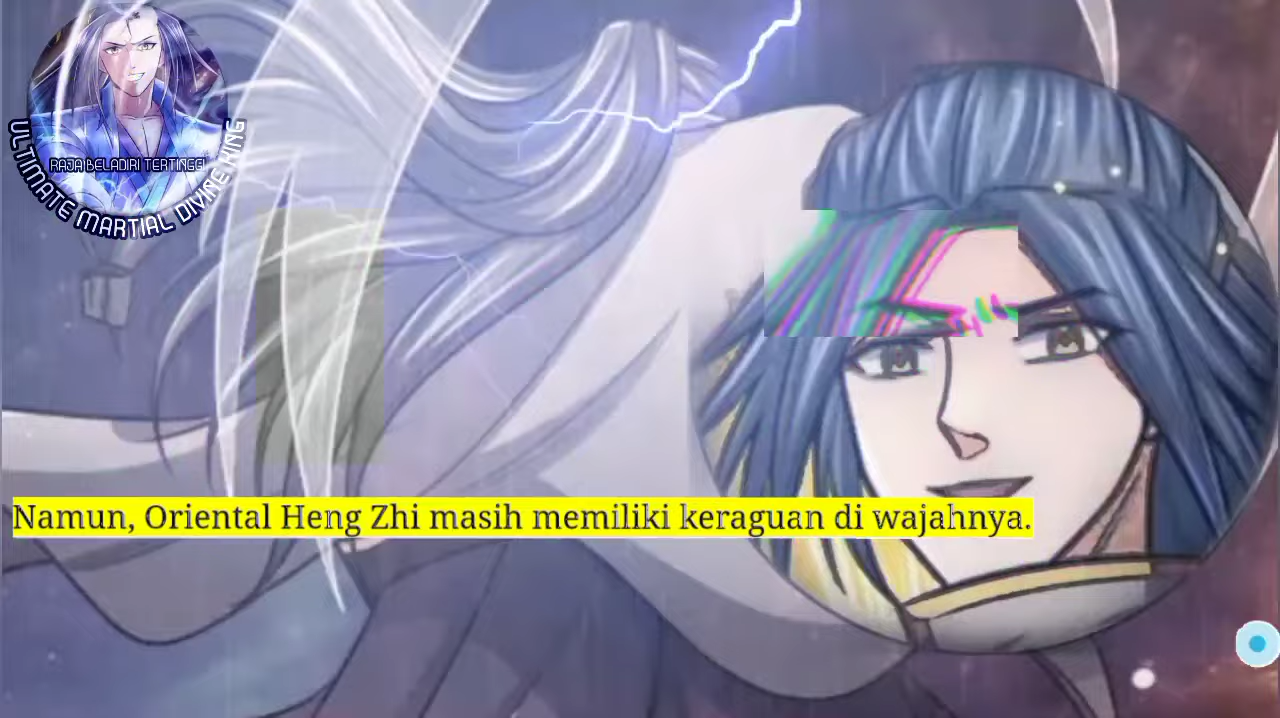 RAJA BELADIRI TERTINGGI
ULTIMATE MARTIAL DIVINE KING
Namun, Oriental Heng Zhi masih memiliki keraguan di wajahnya.